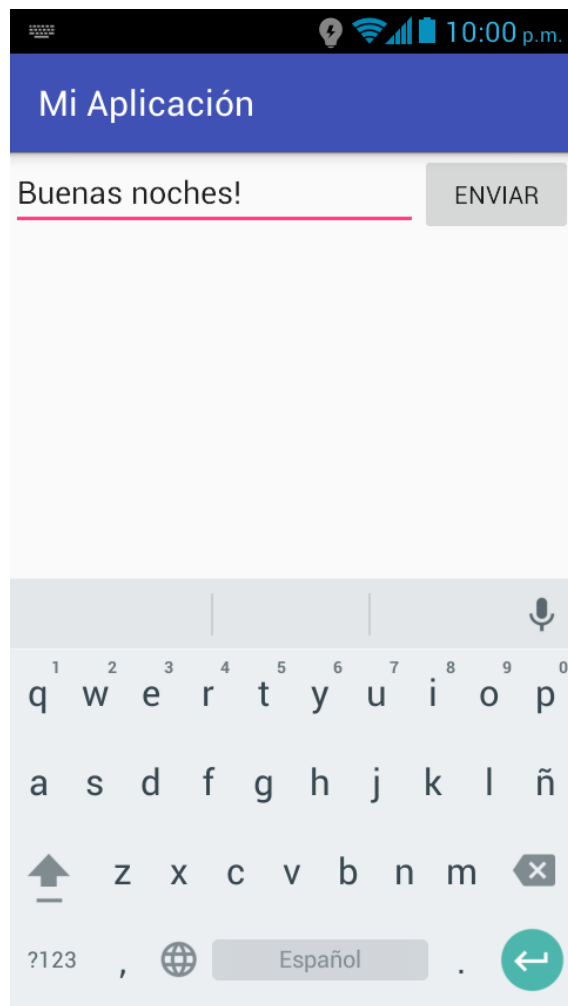 10:00 p.m.
Mi Aplicación
Buenas noches! ENVIAR
1 2 3 4 5 6 7 8 9 0
q w e r t y u i o p
a s d f g h j k l ñ
z x c v b n m
?123 , Español .